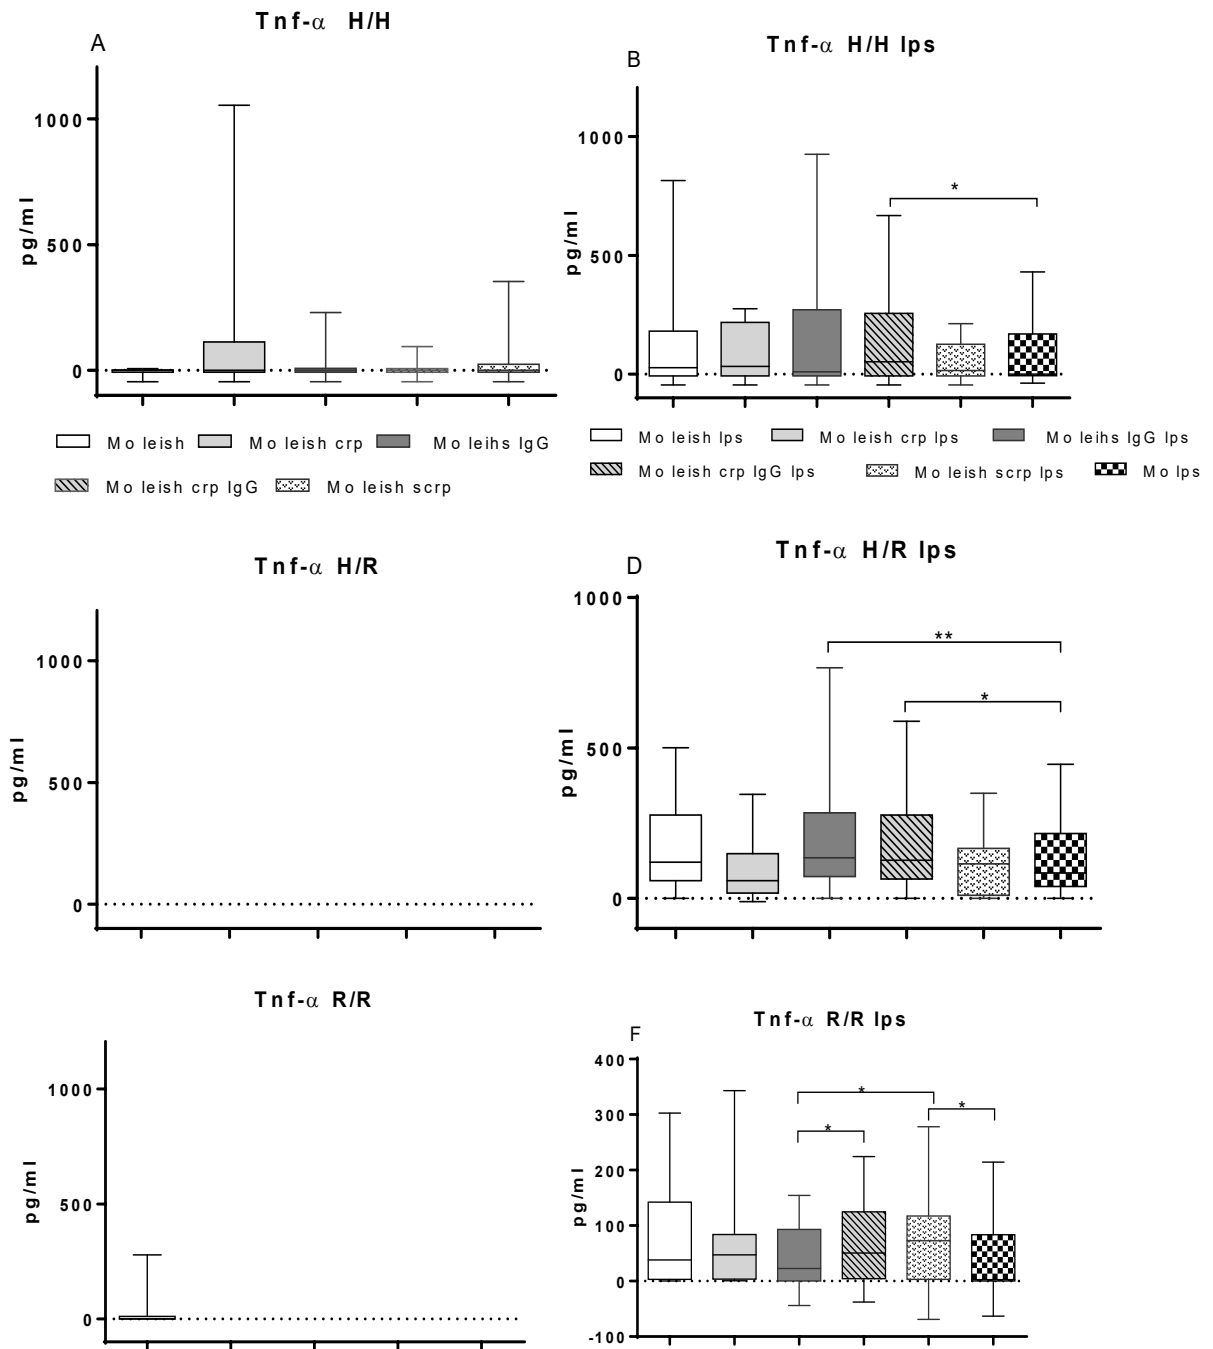 Tnf-α H/H
A
1000
500
0
pg/ml
Mo leish
Mo leish crp
Mo leihs IgG
Mo leish crp IgG
Mo leish scrp
Tnf-α H/H lps
B
1000
500
0
pg/ml
*
Mo leish lps
Mo leish crp lps
Mo leihs IgG lps
Mo leish crp IgG lps
Mo leish scrp lps
Mo lps
Tnf-α H/R
1000
500
0
pg/ml
Tnf-α H/R lps
D
1000
500
0
pg/ml
**
*
Tnf-α R/R
1000
500
0
pg/ml
Tnf-α R/R lps
F
400
300
200
100
0
-100
pg/ml
*
*
*